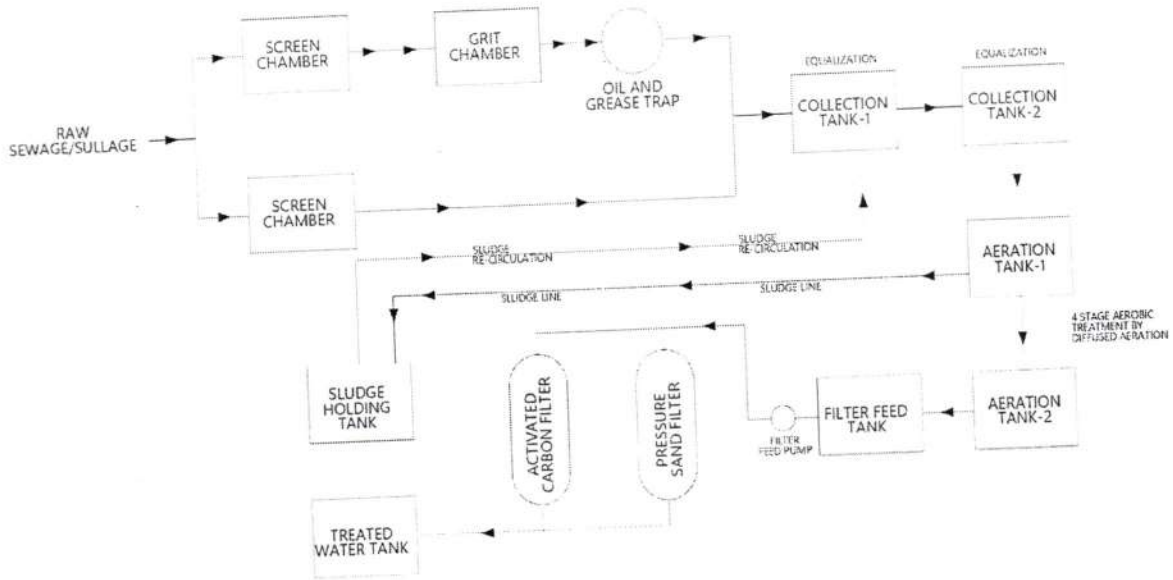 SCREEN
CHAMBER
GRIT
CHAMBER
OIL AND
GREASE TRAP
EQUALIZATION
COLLECTION
TANK-1
EQUALIZATION
COLLECTION
TANK-2
RAW
SEWAGE/SULLAGE
SCREEN
CHAMBER
SLUDGE
RE-CIRCULATION
SLUDGE
RE-CIRCULATION
AERATION
TANK-1
SLUDGE LINE
SLUDGE LINE
4 STAGE AEROBIC
TREATMENT BY
DIFFUSED AERATION
SLUDGE
HOLDING
TANK
ACTIVATED
CARBON FILTER
PRESSURE
SAND FILTER
FILTER
FEED PUMP
FILTER FEED
TANK
AERATION
TANK-2
TREATED
WATER TANK